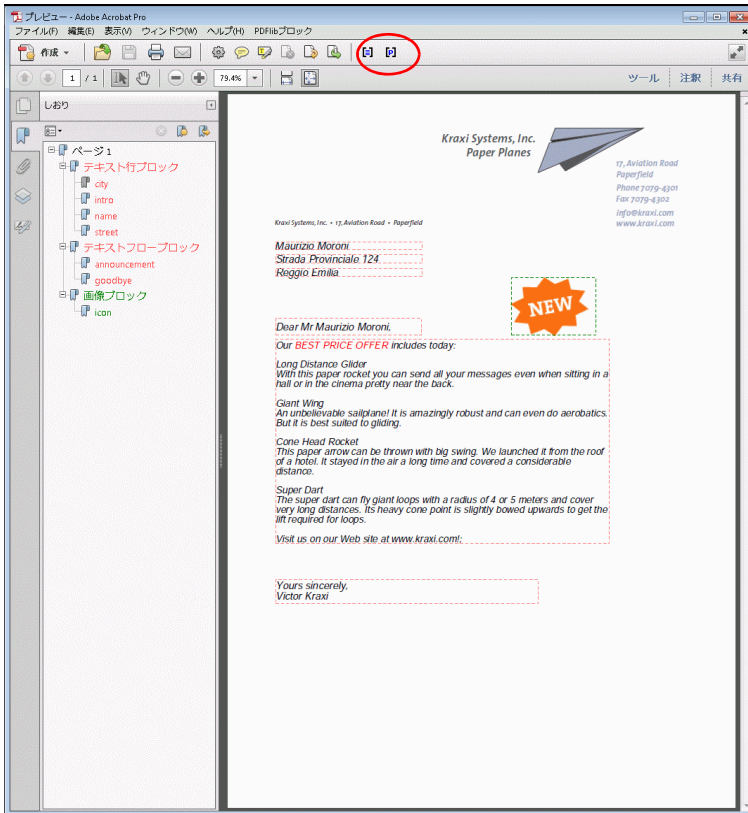 プレビュー - Adobe Acrobat Pro
ファイル(F) 編集(E) 表示(V) ウィンドウ(W) ヘルプ(H) PDFlibブロック
作成
1 / 1 79.4% ツール 注釈 共有
しおり
ページ 1
テキスト行ブロック
city
intro
name
street
テキストフローブロック
announcement
goodbye
画像ブロック
icon
Kraxi Systems, Inc.
Paper Planes
17, Aviation Road
Paperfield
Phone 7079-4301
Fax 7079-4302
info@kraxi.com
www.kraxi.com
Kraxi Systems, Inc. • 17, Aviation Road • Paperfield
Maurizio Moroni
Strada Provinciale 124
Reggio Emilia
NEW
Dear Mr Maurizio Moroni,
Our BEST PRICE OFFER includes today:
Long Distance Glider
With this paper rocket you can send all your messages even when sitting in a
hall or in the cinema pretty near the back.
Giant Wing
An unbelievable sailplane! It is amazingly robust and can even do aerobatics.
But it is best suited to gliding.
Cone Head Rocket
This paper arrow can be thrown with big swing. We launched it from the roof
of a hotel. It stayed in the air a long time and covered a considerable
distance.
Super Dart
The super dart can fly giant loops with a radius of 4 or 5 meters and cover
very long distances. Its heavy cone point is slightly bowed upwards to get the
lift required for loops.
Visit us on our Web site at www.kraxi.com!:
Yours sincerely,
Victor Kraxi